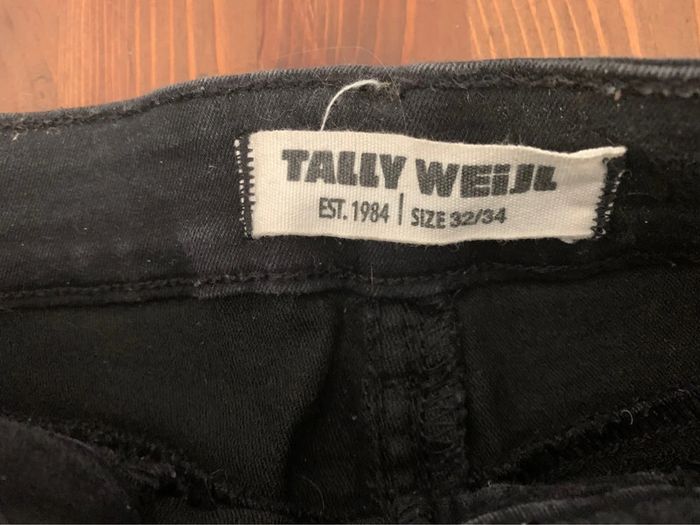 TALLY WEiJL
EST. 1984 | SIZE 32/34